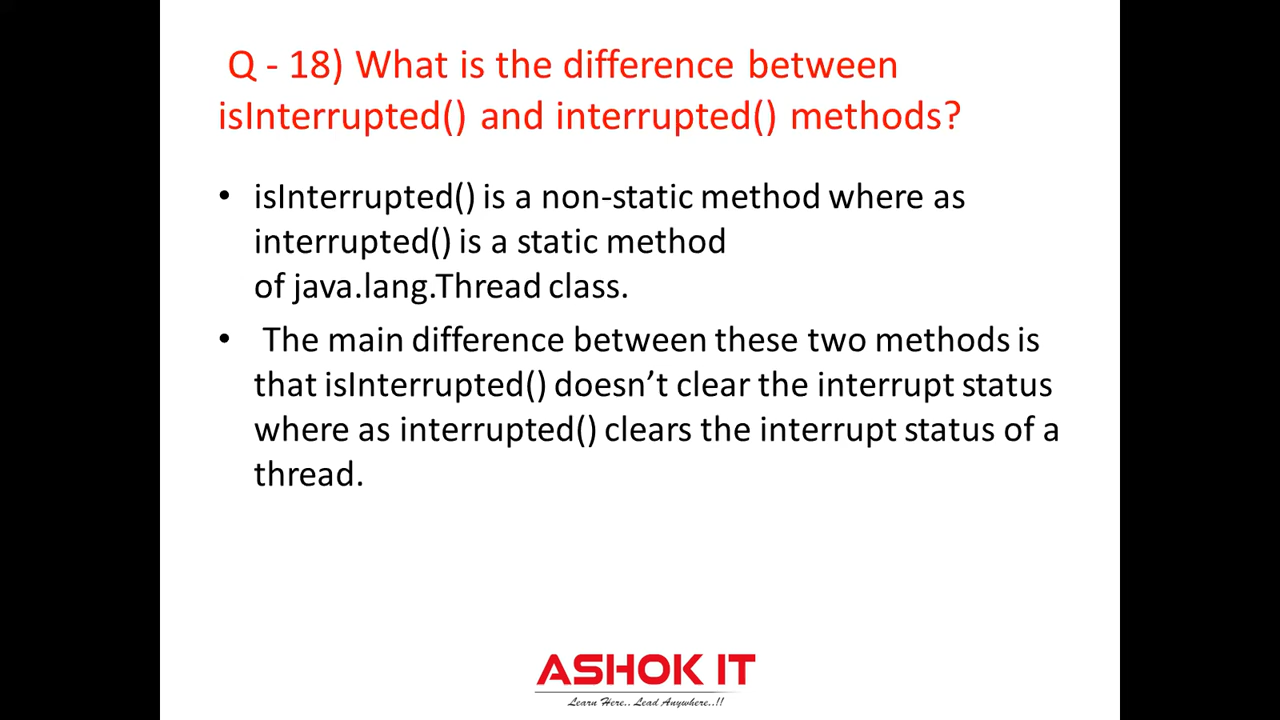 Q - 18) What is the difference between
isInterrupted() and interrupted() methods?
• isInterrupted() is a non-static method where as
interrupted() is a static method
of java.lang.Thread class.
• The main difference between these two methods is
that isInterrupted() doesn’t clear the interrupt status
where as interrupted() clears the interrupt status of a
thread.
ASHOK IT
Learn Here.. Lead Anywhere..!!